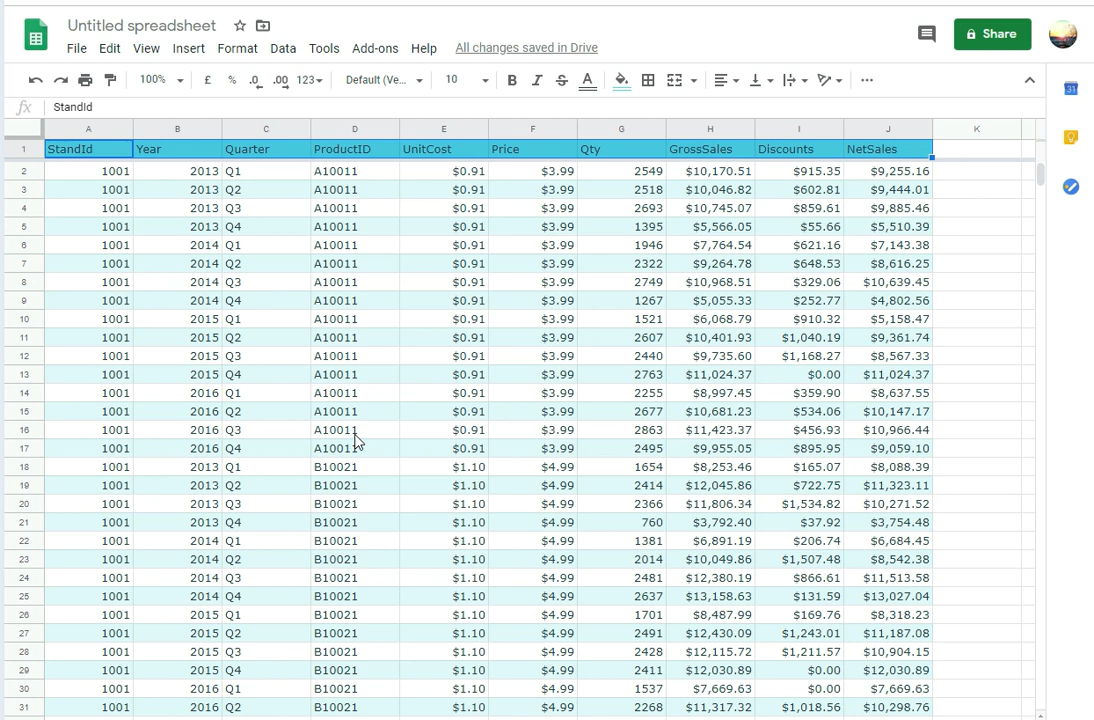 Untitled spreadsheet
File Edit View Insert Format Data Tools Add-ons Help All changes saved in Drive
Share
100% £ % .0 .00 123 Default (Ve... 10 B I S A
31
fx StandId
A B C D E F G H I J K
1 StandId Year Quarter ProductID UnitCost Price Qty GrossSales Discounts NetSales
2 1001 2013 Q1 A10011 $0.91 $3.99 2549 $10,170.51 $915.35 $9,255.16
3 1001 2013 Q2 A10011 $0.91 $3.99 2518 $10,046.82 $602.81 $9,444.01
4 1001 2013 Q3 A10011 $0.91 $3.99 2693 $10,745.07 $859.61 $9,885.46
5 1001 2013 Q4 A10011 $0.91 $3.99 1395 $5,566.05 $55.66 $5,510.39
6 1001 2014 Q1 A10011 $0.91 $3.99 1946 $7,764.54 $621.16 $7,143.38
7 1001 2014 Q2 A10011 $0.91 $3.99 2322 $9,264.78 $648.53 $8,616.25
8 1001 2014 Q3 A10011 $0.91 $3.99 2749 $10,968.51 $329.06 $10,639.45
9 1001 2014 Q4 A10011 $0.91 $3.99 1267 $5,055.33 $252.77 $4,802.56
10 1001 2015 Q1 A10011 $0.91 $3.99 1521 $6,068.79 $910.32 $5,158.47
11 1001 2015 Q2 A10011 $0.91 $3.99 2607 $10,401.93 $1,040.19 $9,361.74
12 1001 2015 Q3 A10011 $0.91 $3.99 2440 $9,735.60 $1,168.27 $8,567.33
13 1001 2015 Q4 A10011 $0.91 $3.99 2763 $11,024.37 $0.00 $11,024.37
14 1001 2016 Q1 A10011 $0.91 $3.99 2255 $8,997.45 $359.90 $8,637.55
15 1001 2016 Q2 A10011 $0.91 $3.99 2677 $10,681.23 $534.06 $10,147.17
16 1001 2016 Q3 A10011 $0.91 $3.99 2863 $11,423.37 $456.93 $10,966.44
17 1001 2016 Q4 A10011 $0.91 $3.99 2495 $9,955.05 $895.95 $9,059.10
18 1001 2013 Q1 B10021 $1.10 $4.99 1654 $8,253.46 $165.07 $8,088.39
19 1001 2013 Q2 B10021 $1.10 $4.99 2414 $12,045.86 $722.75 $11,323.11
20 1001 2013 Q3 B10021 $1.10 $4.99 2366 $11,806.34 $1,534.82 $10,271.52
21 1001 2013 Q4 B10021 $1.10 $4.99 760 $3,792.40 $37.92 $3,754.48
22 1001 2014 Q1 B10021 $1.10 $4.99 1381 $6,891.19 $206.74 $6,684.45
23 1001 2014 Q2 B10021 $1.10 $4.99 2014 $10,049.86 $1,507.48 $8,542.38
24 1001 2014 Q3 B10021 $1.10 $4.99 2481 $12,380.19 $866.61 $11,513.58
25 1001 2014 Q4 B10021 $1.10 $4.99 2637 $13,158.63 $131.59 $13,027.04
26 1001 2015 Q1 B10021 $1.10 $4.99 1701 $8,487.99 $169.76 $8,318.23
27 1001 2015 Q2 B10021 $1.10 $4.99 2491 $12,430.09 $1,243.01 $11,187.08
28 1001 2015 Q3 B10021 $1.10 $4.99 2428 $12,115.72 $1,211.57 $10,904.15
29 1001 2015 Q4 B10021 $1.10 $4.99 2411 $12,030.89 $0.00 $12,030.89
30 1001 2016 Q1 B10021 $1.10 $4.99 1537 $7,669.63 $0.00 $7,669.63
31 1001 2016 Q2 B10021 $1.10 $4.99 2268 $11,317.32 $1,018.56 $10,298.76